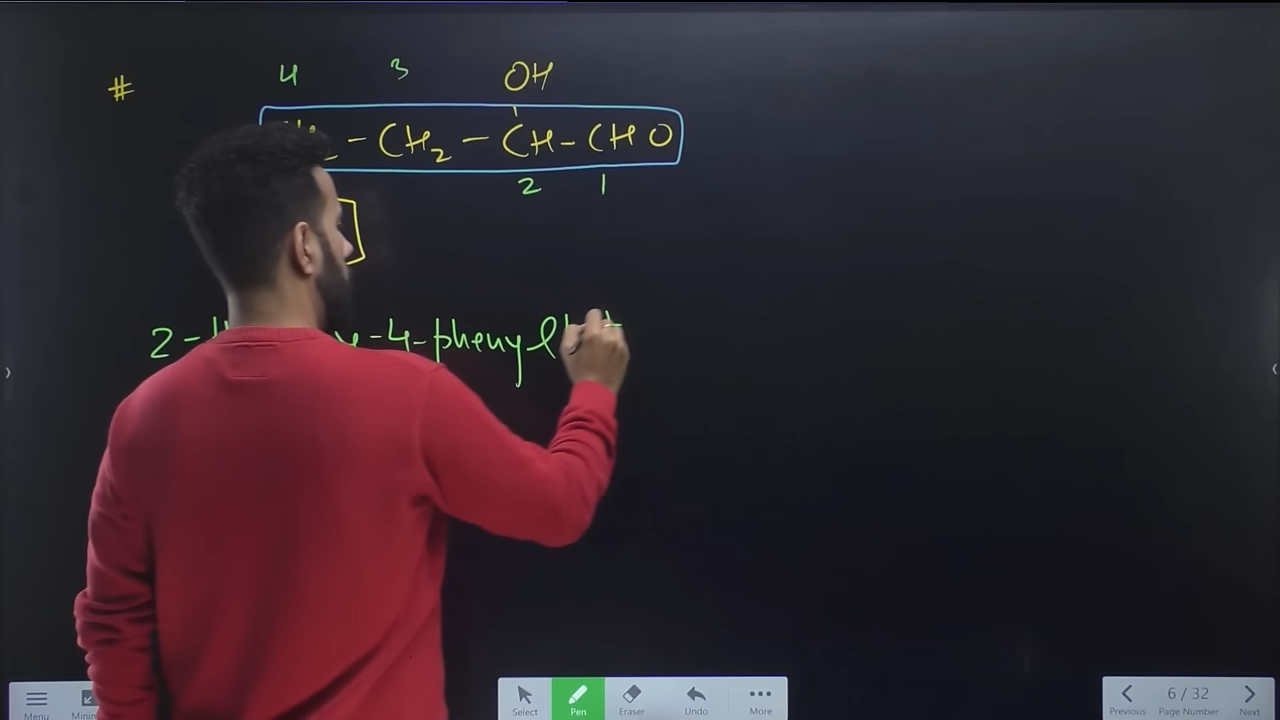 4 3 OH
#
- CH2 - CH - CHO
2 1
2- -4-phenyl
Select Pen Eraser Undo More
Menu
6 / 32
Previous Page Number Next